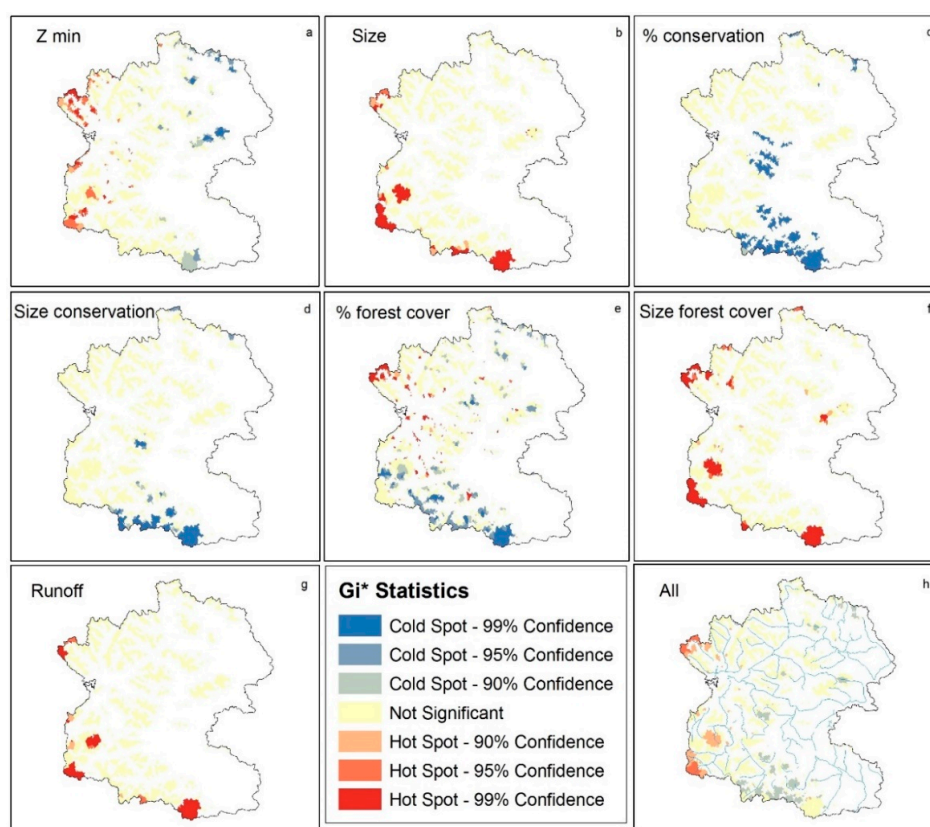 Z min
a
Size
b
% conservation
c
Size conservation
d
% forest cover
e
Size forest cover
f
Runoff
g
Gi* Statistics
Cold Spot - 99% Confidence
Cold Spot - 95% Confidence
Cold Spot - 90% Confidence
Not Significant
Hot Spot - 90% Confidence
Hot Spot - 95% Confidence
Hot Spot - 99% Confidence
All
h